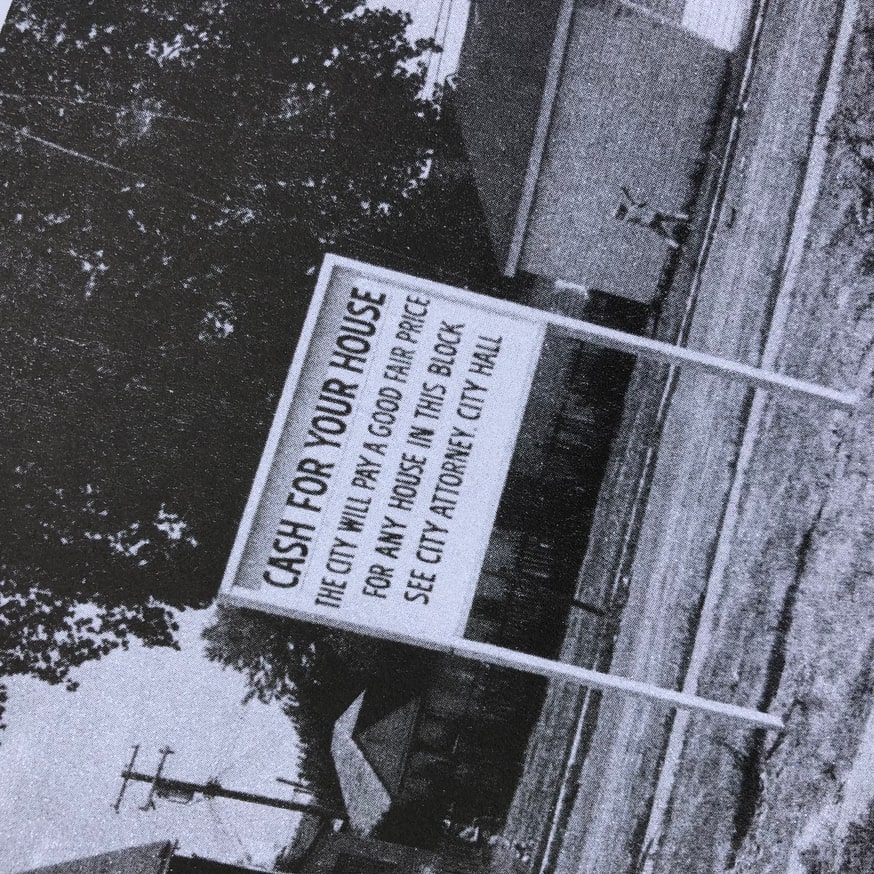 CASH FOR YOUR HOUSE
THE CITY WILL PAY A GOOD FAIR PRICE
FOR ANY HOUSE IN THIS BLOCK
SEE CITY ATTORNEY CITY HALL